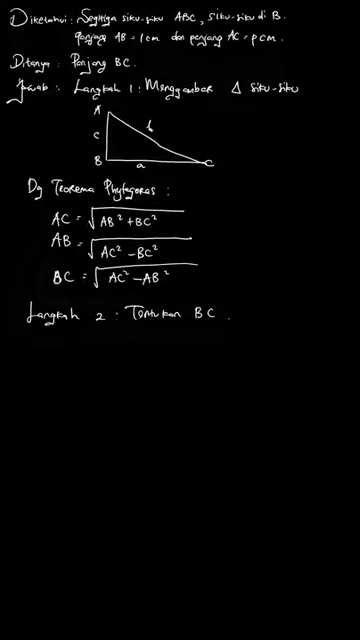 Diketahui: Segitiga siku-siku ABC, siku-siku di B.
panjang AB = 1 cm dan panjang AC = p cm.
Ditanya: Panjang BC.
Jawab: Langkah 1: Menggambar Δ siku-siku
A
b
c
B
a
C
Dg Teorema Phytagoras :
AC = √AB² + BC²
AB = √AC² - BC²
BC = √AC² - AB²
Langkah 2 : Tentukan BC .